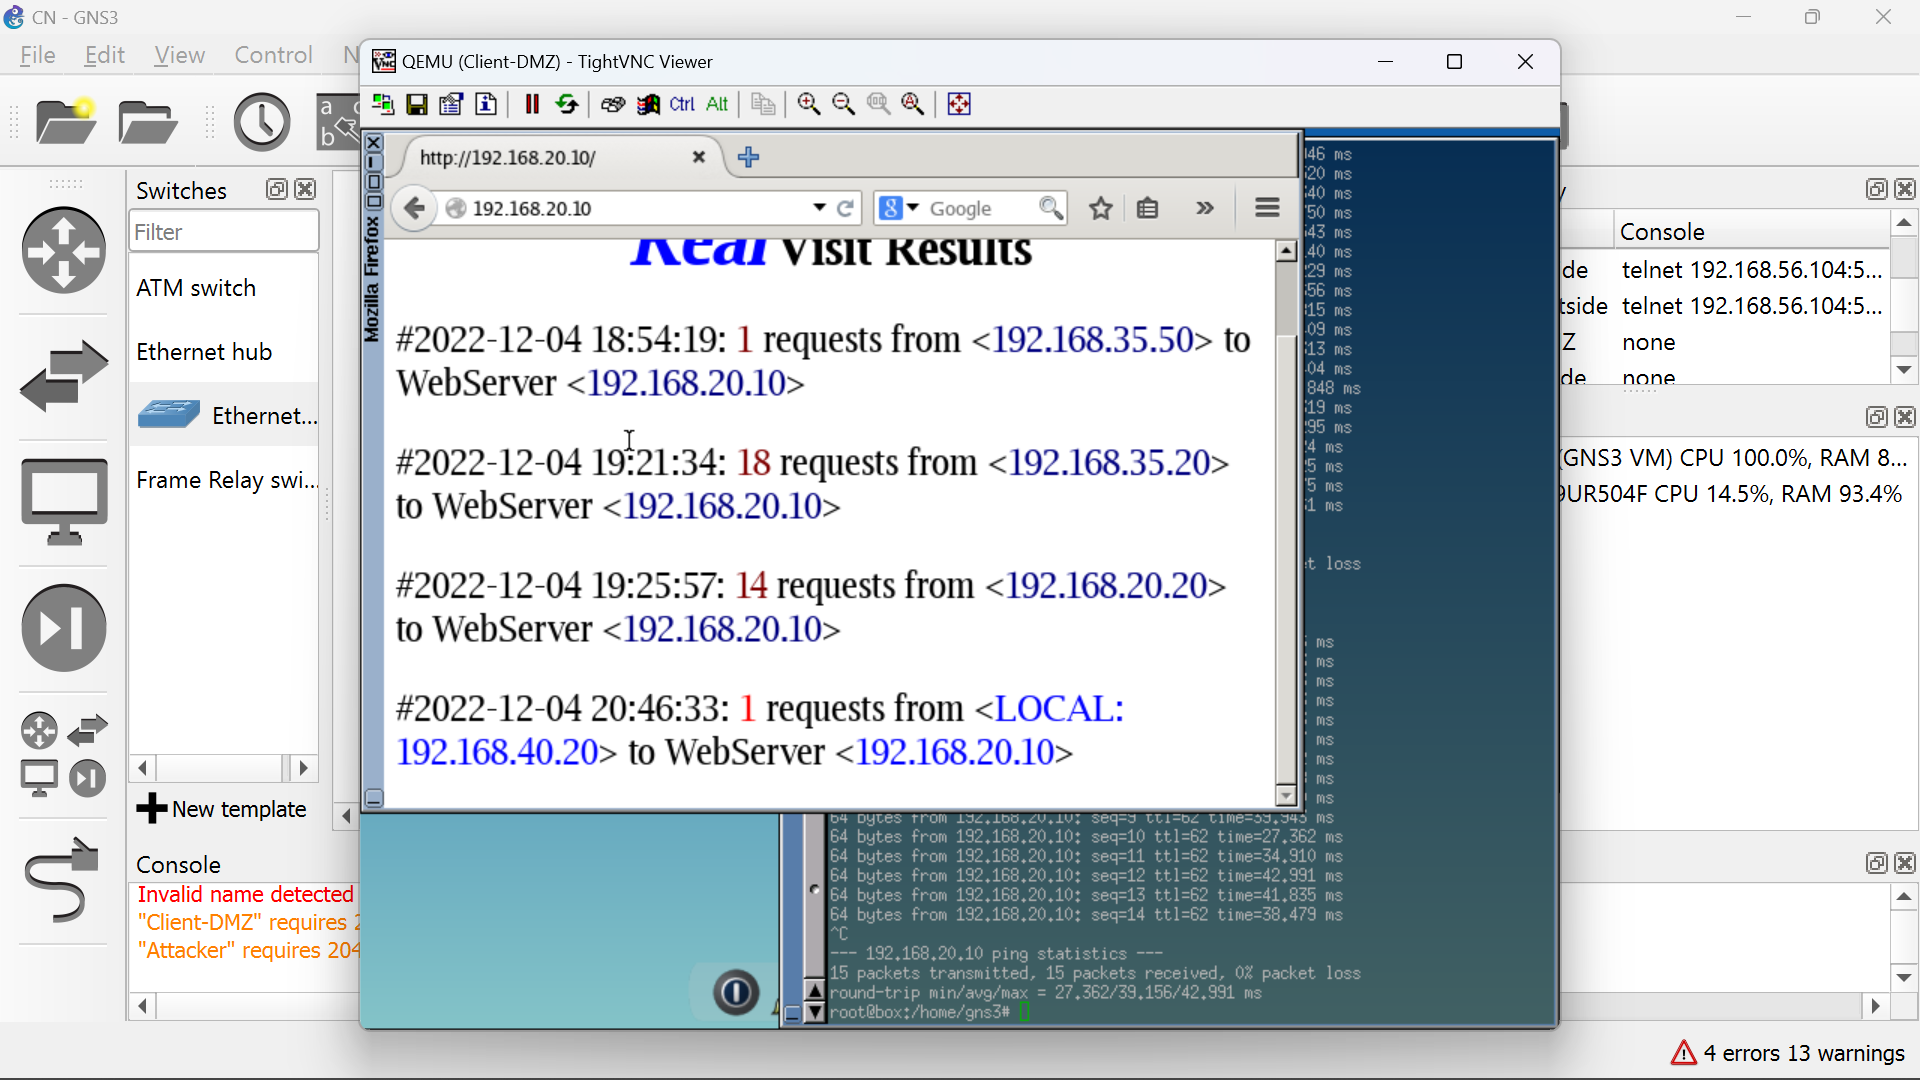 CN - GNS3
File Edit View Control N
QEMU (Client-DMZ) - TightVNC Viewer
Ctrl Alt
Switches
Filter
ATM switch
Ethernet hub
Ethernet...
Frame Relay swi...
New template
Console
Invalid name detected
"Client-DMZ" requires 2
"Attacker" requires 204
Mozilla Firefox
http://192.168.20.10/
192.168.20.10
Google
Real Visit Results
#2022-12-04 18:54:19: 1 requests from <192.168.35.50> to
WebServer <192.168.20.10>
#2022-12-04 19:21:34: 18 requests from <192.168.35.20>
to WebServer <192.168.20.10>
#2022-12-04 19:25:57: 14 requests from <192.168.20.20>
to WebServer <192.168.20.10>
#2022-12-04 20:46:33: 1 requests from <LOCAL:
192.168.40.20> to WebServer <192.168.20.10>
46 ms
20 ms
40 ms
50 ms
43 ms
40 ms
29 ms
56 ms
15 ms
09 ms
13 ms
04 ms
848 ms
19 ms
95 ms
4 ms
5 ms
5 ms
1 ms
t loss
ms
ms
ms
ms
ms
ms
ms
ms
ms
64 bytes from 192.168.20.10: seq=9 ttl=62 time=39.943 ms
64 bytes from 192.168.20.10: seq=10 ttl=62 time=27.362 ms
64 bytes from 192.168.20.10: seq=11 ttl=62 time=34.910 ms
64 bytes from 192.168.20.10: seq=12 ttl=62 time=42.991 ms
64 bytes from 192.168.20.10: seq=13 ttl=62 time=41.835 ms
64 bytes from 192.168.20.10: seq=14 ttl=62 time=38.479 ms
^C
--- 192.168.20.10 ping statistics ---
15 packets transmitted, 15 packets received, 0% packet loss
round-trip min/avg/max = 27.362/39.156/42.991 ms
root@box:/home/gns3#
y
Console
de telnet 192.168.56.104:5...
tside telnet 192.168.56.104:5...
Z none
de none
(GNS3 VM) CPU 100.0%, RAM 8...
9UR504F CPU 14.5%, RAM 93.4%
4 errors 13 warnings